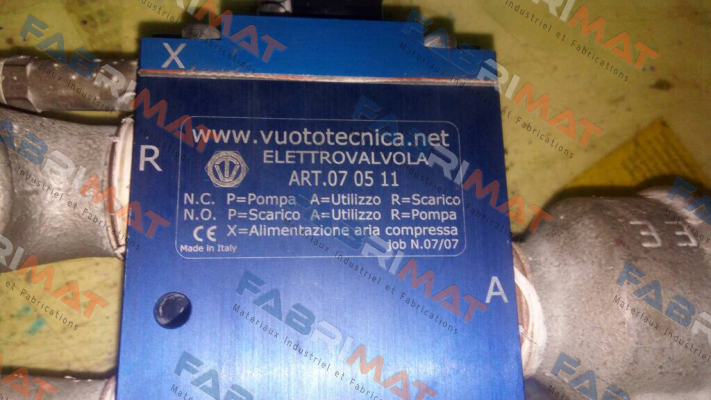 X
www.vuototecnica.net
ELETTROVALVOLA
ART.07 05 11
R
N.C. P=Pompa A=Utilizzo R=Scarico
N.O. P=Scarico A=Utilizzo R=Pompa
CE X=Alimentazione aria compressa
Made in Italy job N.07/07
A
FABRIMAT
Matériaux Industriel et Fabrications